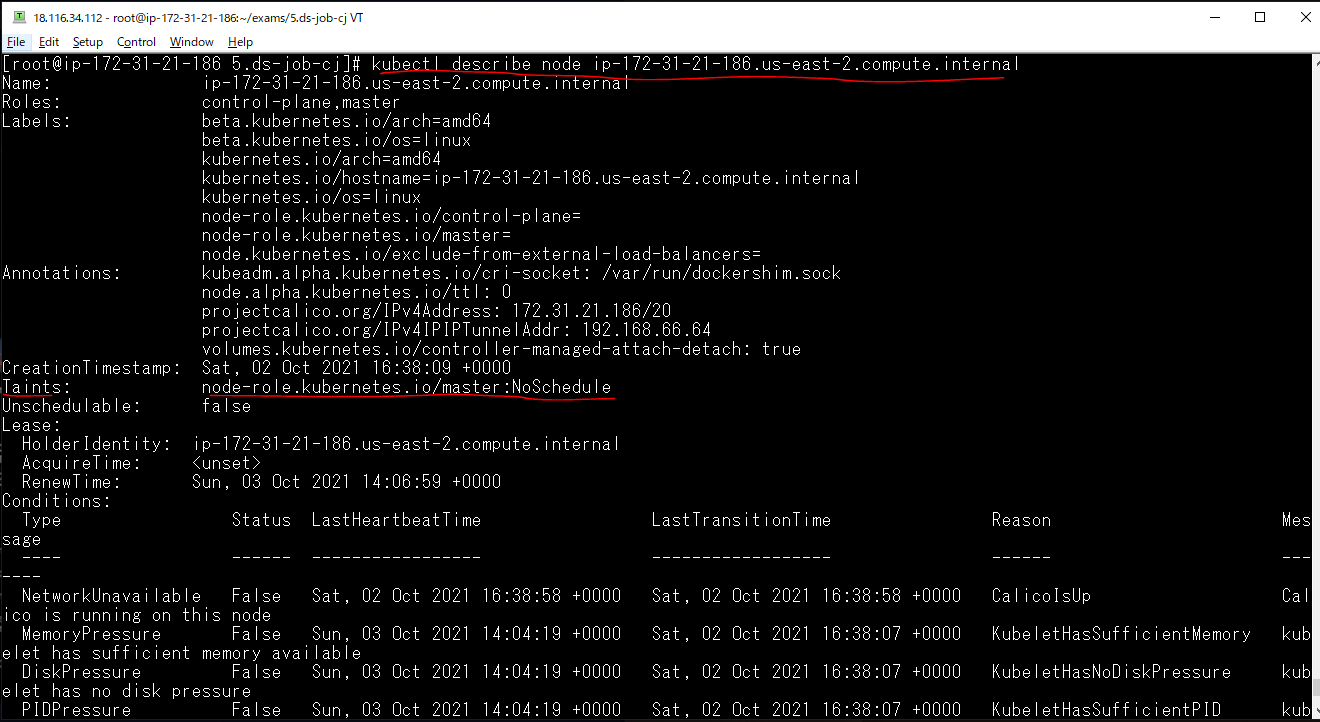 18.116.34.112 - root@ip-172-31-21-186:~/exams/5.ds-job-cj VT
File Edit Setup Control Window Help
[root@ip-172-31-21-186 5.ds-job-cj]# kubectl describe node ip-172-31-21-186.us-east-2.compute.internal
Name: ip-172-31-21-186.us-east-2.compute.internal
Roles: control-plane,master
Labels: beta.kubernetes.io/arch=amd64
beta.kubernetes.io/os=linux
kubernetes.io/arch=amd64
kubernetes.io/hostname=ip-172-31-21-186.us-east-2.compute.internal
kubernetes.io/os=linux
node-role.kubernetes.io/control-plane=
node-role.kubernetes.io/master=
node.kubernetes.io/exclude-from-external-load-balancers=
Annotations: kubeadm.alpha.kubernetes.io/cri-socket: /var/run/dockershim.sock
node.alpha.kubernetes.io/ttl: 0
projectcalico.org/IPv4Address: 172.31.21.186/20
projectcalico.org/IPv4IPIPTunnelAddr: 192.168.66.64
volumes.kubernetes.io/controller-managed-attach-detach: true
CreationTimestamp: Sat, 02 Oct 2021 16:38:09 +0000
Taints: node-role.kubernetes.io/master:NoSchedule
Unschedulable: false
Lease:
HolderIdentity: ip-172-31-21-186.us-east-2.compute.internal
AcquireTime: <unset>
RenewTime: Sun, 03 Oct 2021 14:06:59 +0000
Conditions:
Type Status LastHeartbeatTime LastTransitionTime Reason Mes
sage
---- ------ ----------------- ------------------ ------ ---
----
NetworkUnavailable False Sat, 02 Oct 2021 16:38:58 +0000 Sat, 02 Oct 2021 16:38:58 +0000 CalicoIsUp Cal
ico is running on this node
MemoryPressure False Sun, 03 Oct 2021 14:04:19 +0000 Sat, 02 Oct 2021 16:38:07 +0000 KubeletHasSufficientMemory kub
elet has sufficient memory available
DiskPressure False Sun, 03 Oct 2021 14:04:19 +0000 Sat, 02 Oct 2021 16:38:07 +0000 KubeletHasNoDiskPressure kub
elet has no disk pressure
PIDPressure False Sun, 03 Oct 2021 14:04:19 +0000 Sat, 02 Oct 2021 16:38:07 +0000 KubeletHasSufficientPID kub